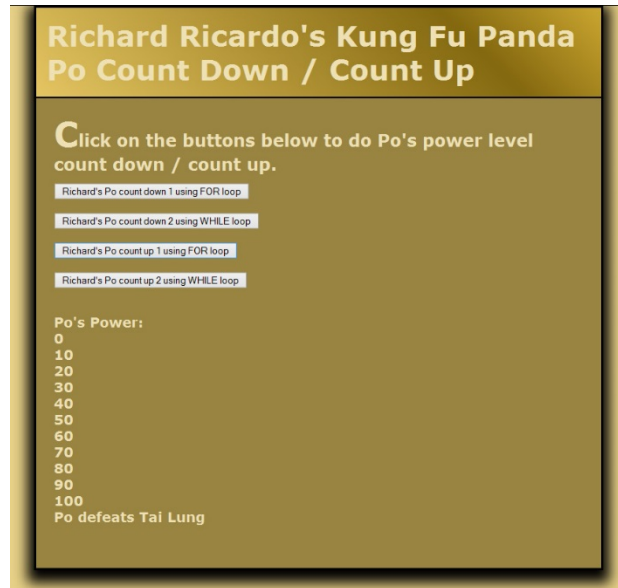 Richard Ricardo's Kung Fu Panda
Po Count Down / Count Up
Click on the buttons below to do Po's power level
count down / count up.
Richard's Po count down 1 using FOR loop
Richard's Po count down 2 using WHILE loop
Richard's Po count up 1 using FOR loop
Richard's Po count up 2 using WHILE loop
Po's Power:
0
10
20
30
40
50
60
70
80
90
100
Po defeats Tai Lung